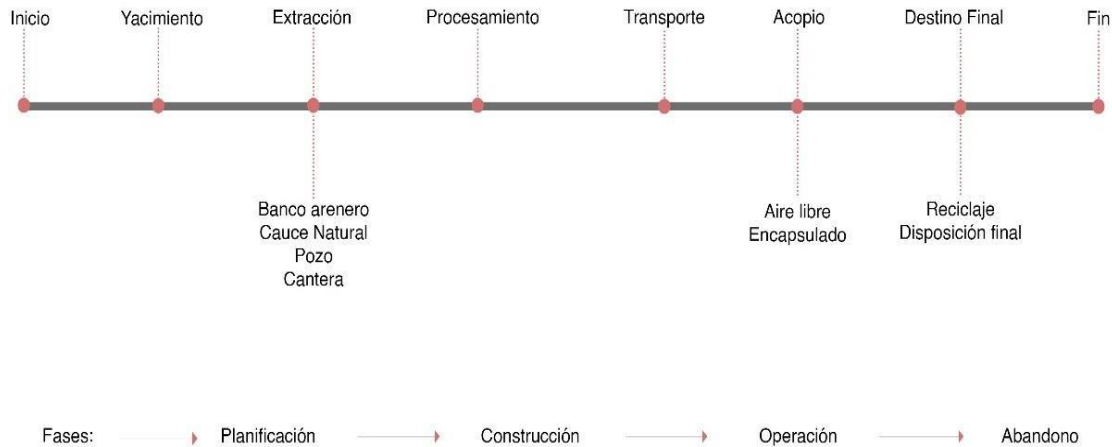 Inicio Yacimiento Extracción Procesamiento Transporte Acopio Destino Final Fin
Banco arenero
Cauce Natural
Pozo
Cantera
Aire libre
Encapsulado
Reciclaje
Disposición final
Fases: Planificación Construcción Operación Abandono